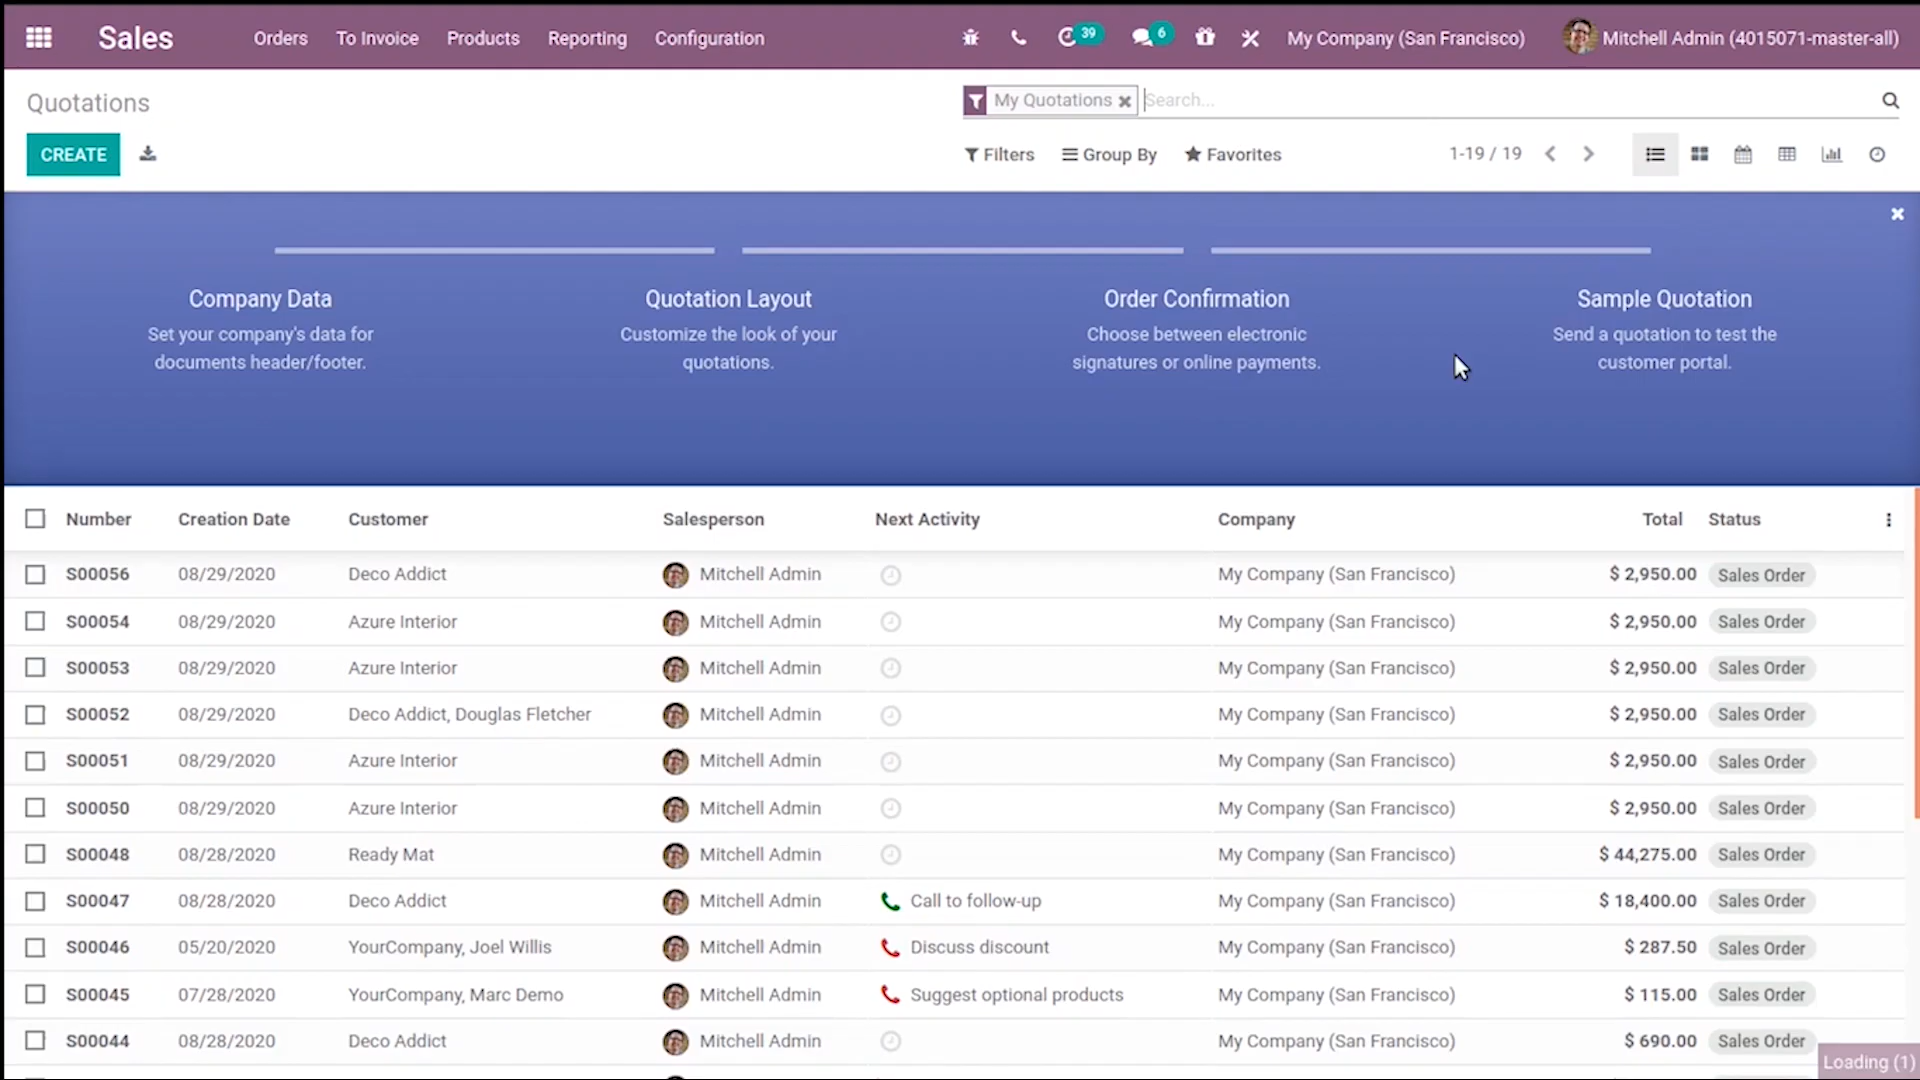 Sales Orders To Invoice Products Reporting Configuration 39 6 My Company (San Francisco) Mitchell Admin (4015071-master-all)
Quotations
My Quotations Search...
CREATE
Filters Group By Favorites 1-19 / 19
Company Data Quotation Layout Order Confirmation Sample Quotation
Set your company's data for Customize the look of your Choose between electronic Send a quotation to test the
documents header/footer. quotations. signatures or online payments. customer portal.
Number Creation Date Customer Salesperson Next Activity Company Total Status
S00056 08/29/2020 Deco Addict Mitchell Admin My Company (San Francisco) $ 2,950.00 Sales Order
S00054 08/29/2020 Azure Interior Mitchell Admin My Company (San Francisco) $ 2,950.00 Sales Order
S00053 08/29/2020 Azure Interior Mitchell Admin My Company (San Francisco) $ 2,950.00 Sales Order
S00052 08/29/2020 Deco Addict, Douglas Fletcher Mitchell Admin My Company (San Francisco) $ 2,950.00 Sales Order
S00051 08/29/2020 Azure Interior Mitchell Admin My Company (San Francisco) $ 2,950.00 Sales Order
S00050 08/29/2020 Azure Interior Mitchell Admin My Company (San Francisco) $ 2,950.00 Sales Order
S00048 08/28/2020 Ready Mat Mitchell Admin My Company (San Francisco) $ 44,275.00 Sales Order
S00047 08/28/2020 Deco Addict Mitchell Admin Call to follow-up My Company (San Francisco) $ 18,400.00 Sales Order
S00046 05/20/2020 YourCompany, Joel Willis Mitchell Admin Discuss discount My Company (San Francisco) $ 287.50 Sales Order
S00045 07/28/2020 YourCompany, Marc Demo Mitchell Admin Suggest optional products My Company (San Francisco) $ 115.00 Sales Order
S00044 08/28/2020 Deco Addict Mitchell Admin My Company (San Francisco) $ 690.00 Sales Order
Loading (1)